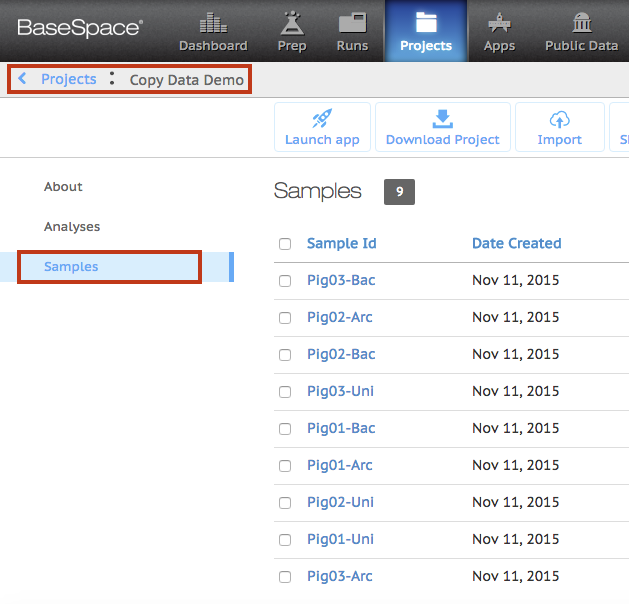 BaseSpace®
Dashboard Prep Runs Projects Apps Public Data
Projects : Copy Data Demo
Launch app Download Project Import
About
Analyses
Samples
Samples 9
Sample Id Date Created
Pig03-Bac Nov 11, 2015
Pig02-Arc Nov 11, 2015
Pig02-Bac Nov 11, 2015
Pig03-Uni Nov 11, 2015
Pig01-Bac Nov 11, 2015
Pig01-Arc Nov 11, 2015
Pig02-Uni Nov 11, 2015
Pig01-Uni Nov 11, 2015
Pig03-Arc Nov 11, 2015